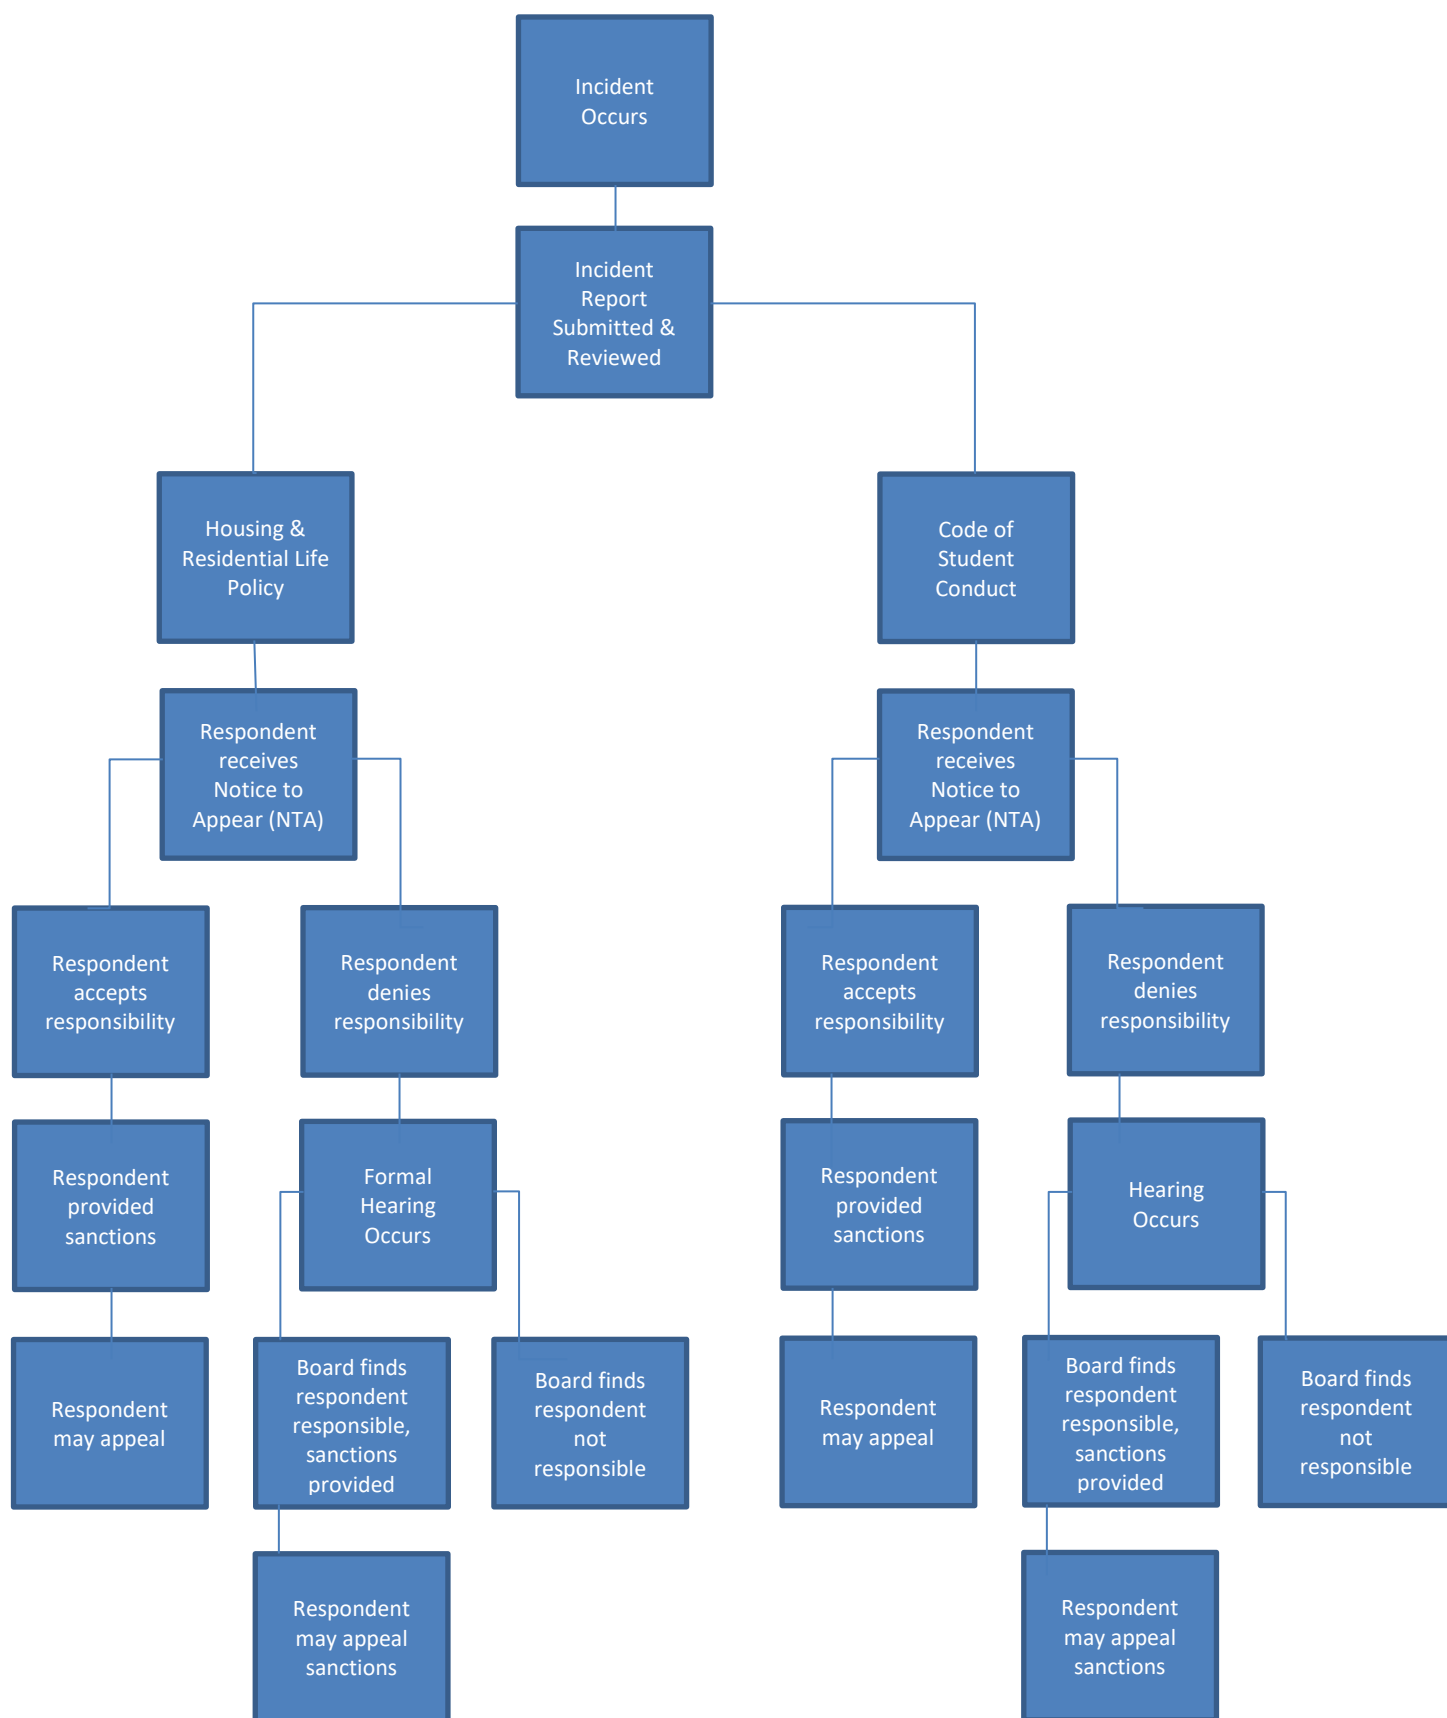 Incident
Occurs
Incident
Report
Submitted &
Reviewed
Housing &
Residential Life
Policy
Code of
Student
Conduct
Respondent
receives
Notice to
Appear (NTA)
Respondent
receives
Notice to
Appear (NTA)
Respondent
accepts
responsibility
Respondent
denies
responsibility
Respondent
accepts
responsibility
Respondent
denies
responsibility
Respondent
provided
sanctions
Formal
Hearing
Occurs
Respondent
provided
sanctions
Hearing
Occurs
Respondent
may appeal
Board finds
respondent
responsible,
sanctions
provided
Board finds
respondent
not
responsible
Respondent
may appeal
Board finds
respondent
responsible,
sanctions
provided
Board finds
respondent
not
responsible
Respondent
may appeal
sanctions
Respondent
may appeal
sanctions